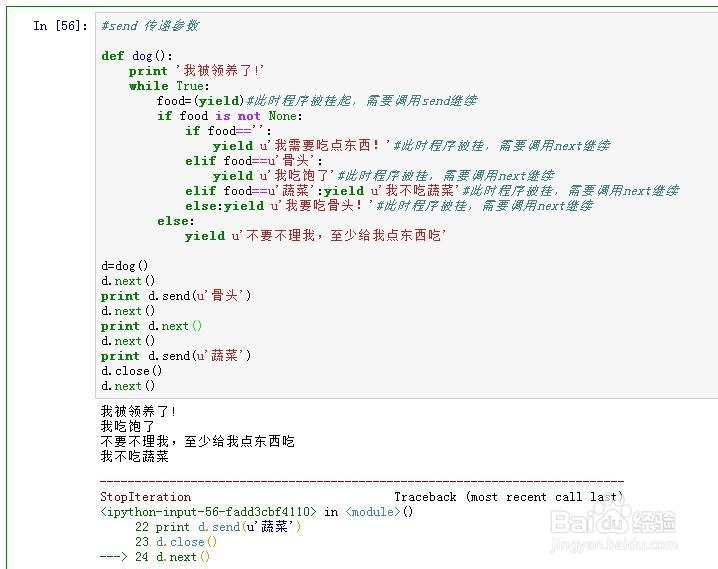 In [56]: #send 传递参数
def dog():
    print '我被领养了!'
    while True:
        food=(yield)#此时程序被挂起，需要调用send继续
        if food is not None:
            if food=='':
                yield u'我需要吃点东西！'#此时程序被挂，需要调用next继续
            elif food==u'骨头':
                yield u'我吃饱了'#此时程序被挂，需要调用next继续
            elif food==u'蔬菜':yield u'我不吃蔬菜'#此时程序被挂，需要调用next继续
            else:yield u'我要吃骨头！'#此时程序被挂，需要调用next继续
        else:
            yield u'不要不理我，至少给我点东西吃'
d=dog()
d.next()
print d.send(u'骨头')
d.next()
print d.next()
d.next()
print d.send(u'蔬菜')
d.close()
d.next()
我被领养了!
我吃饱了
不要不理我，至少给我点东西吃
我不吃蔬菜
---------------------------------------------------------------------------
StopIteration                             Traceback (most recent call last)
<ipython-input-56-fadd3cbf4110> in <module>()
     22 print d.send(u'蔬菜')
     23 d.close()
---> 24 d.next()
Baidu经验
jingyan.baidu.com